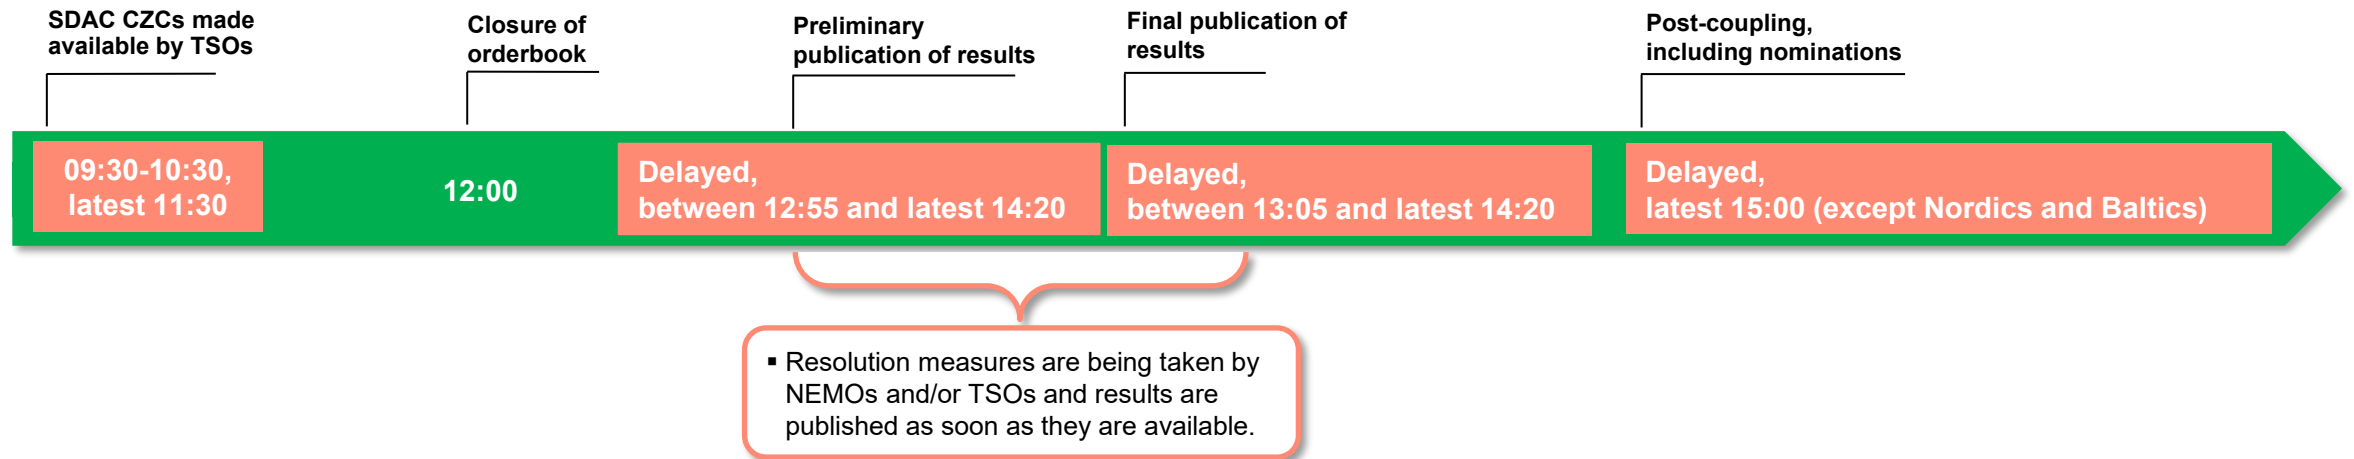 SDAC CZCs made
available by TSOs
Closure of
orderbook
Preliminary
publication of results
Final publication of
results
Post-coupling,
including nominations
09:30-10:30,
latest 11:30
12:00
Delayed,
between 12:55 and latest 14:20
Delayed,
between 13:05 and latest 14:20
Delayed,
latest 15:00 (except Nordics and Baltics)
▪ Resolution measures are being taken by
NEMOs and/or TSOs and results are
published as soon as they are available.